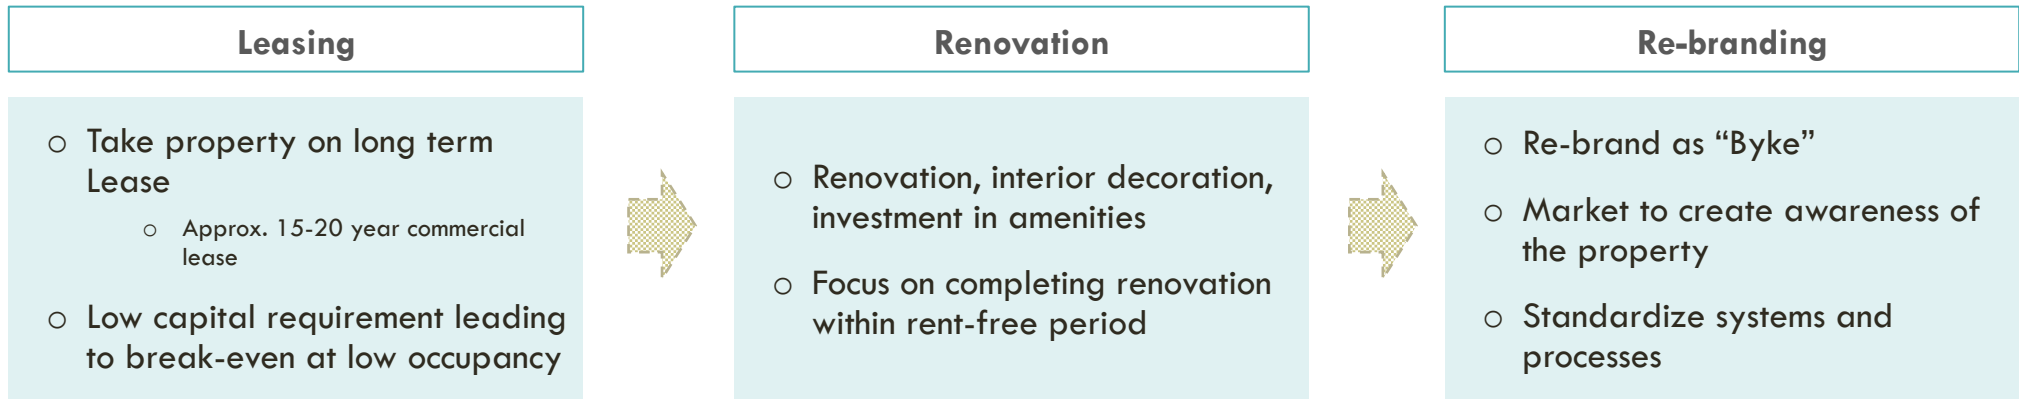 Leasing
o Take property on long term
Lease
o Approx. 15-20 year commercial
lease
o Low capital requirement leading
to break-even at low occupancy
Renovation
o Renovation, interior decoration,
investment in amenities
o Focus on completing renovation
within rent-free period
Re-branding
o Re-brand as “Byke”
o Market to create awareness of
the property
o Standardize systems and
processes